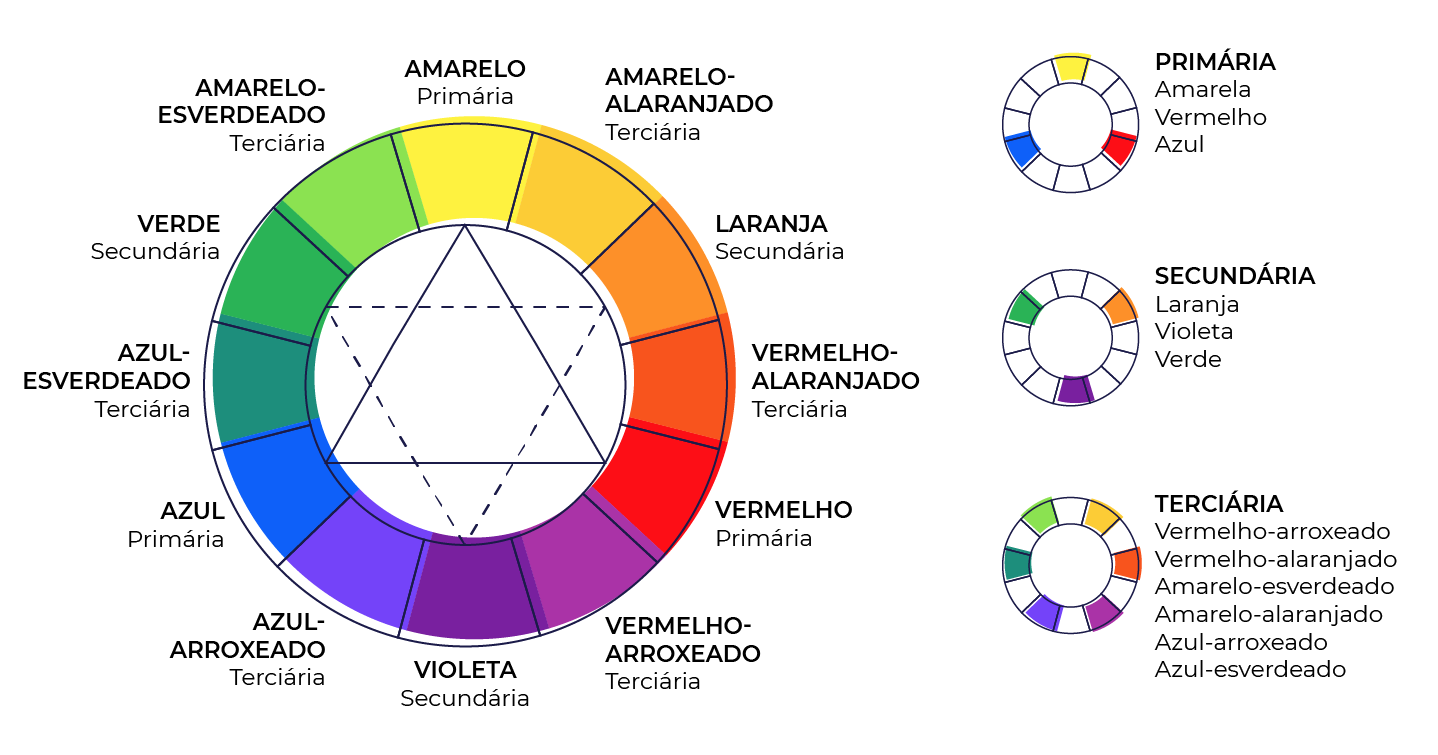 AMARELO
Primária
AMARELO-
ALARANJADO
Terciária
LARANJA
Secundária
VERMELHO-
ALARANJADO
Terciária
VERMELHO
Primária
VERMELHO-
ARROXEADO
Terciária
VIOLETA
Secundária
AZUL-
ARROXEADO
Terciária
AZUL
Primária
AZUL-
ESVERDEADO
Terciária
VERDE
Secundária
AMARELO-
ESVERDEADO
Terciária
PRIMÁRIA
Amarela
Vermelho
Azul
SECUNDÁRIA
Laranja
Violeta
Verde
TERCIÁRIA
Vermelho-arroxeado
Vermelho-alaranjado
Amarelo-esverdeado
Amarelo-alaranjado
Azul-arroxeado
Azul-esverdeado